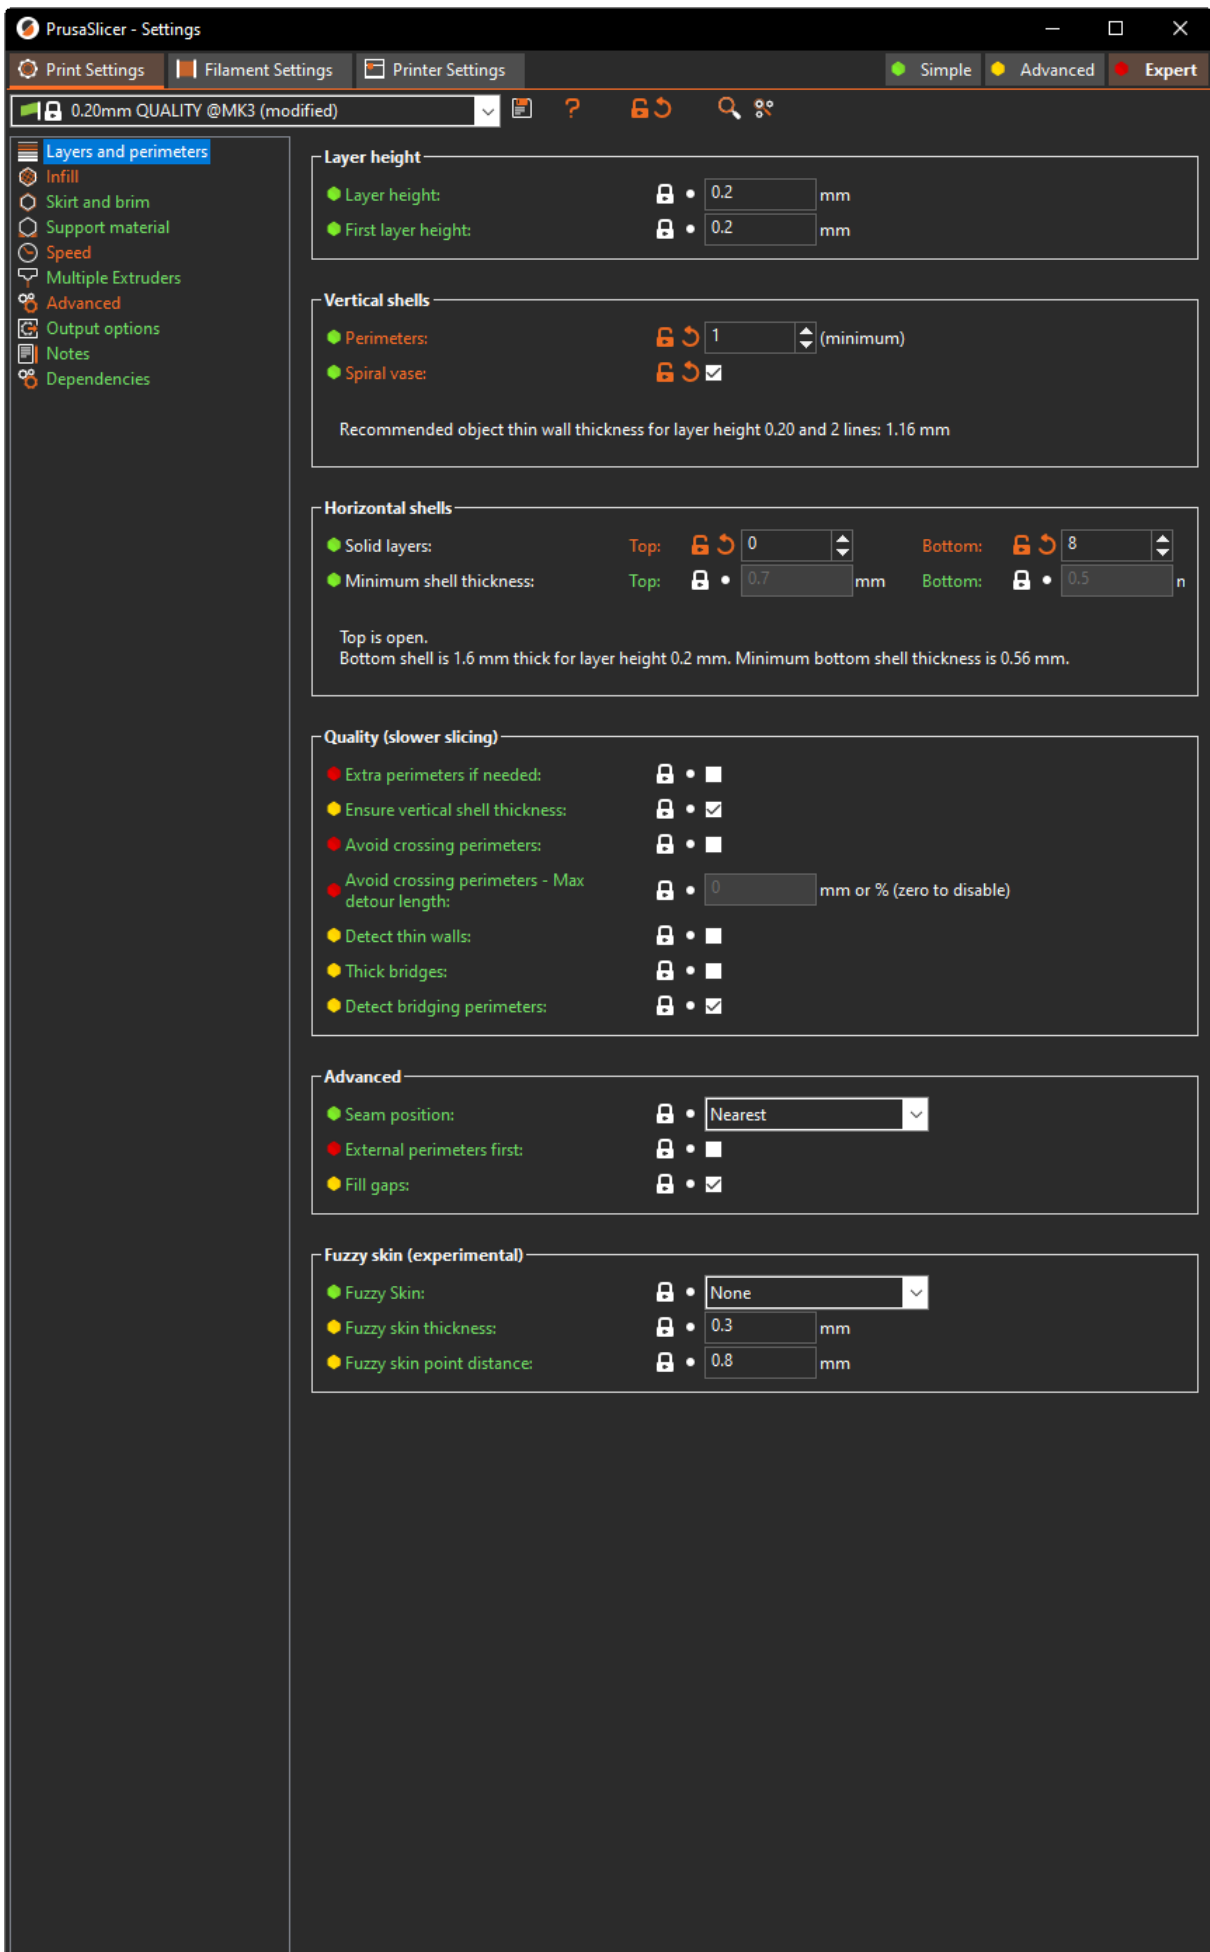 PrusaSlicer - Settings
Print Settings Filament Settings Printer Settings Simple Advanced Expert
0.20mm QUALITY @MK3 (modified) ?
Layers and perimeters
Infill
Skirt and brim
Support material
Speed
Multiple Extruders
Advanced
Output options
Notes
Dependencies
Layer height
Layer height: 0.2 mm
First layer height: 0.2 mm
Vertical shells
Perimeters: 1 (minimum)
Spiral vase:
Recommended object thin wall thickness for layer height 0.20 and 2 lines: 1.16 mm
Horizontal shells
Solid layers: Top: 0 Bottom: 8
Minimum shell thickness: Top: 0.7 mm Bottom: 0.5
Top is open.
Bottom shell is 1.6 mm thick for layer height 0.2 mm. Minimum bottom shell thickness is 0.56 mm.
Quality (slower slicing)
Extra perimeters if needed:
Ensure vertical shell thickness:
Avoid crossing perimeters:
Avoid crossing perimeters - Max
detour length: 0 mm or % (zero to disable)
Detect thin walls:
Thick bridges:
Detect bridging perimeters:
Advanced
Seam position: Nearest
External perimeters first:
Fill gaps:
Fuzzy skin (experimental)
Fuzzy Skin: None
Fuzzy skin thickness: 0.3 mm
Fuzzy skin point distance: 0.8 mm